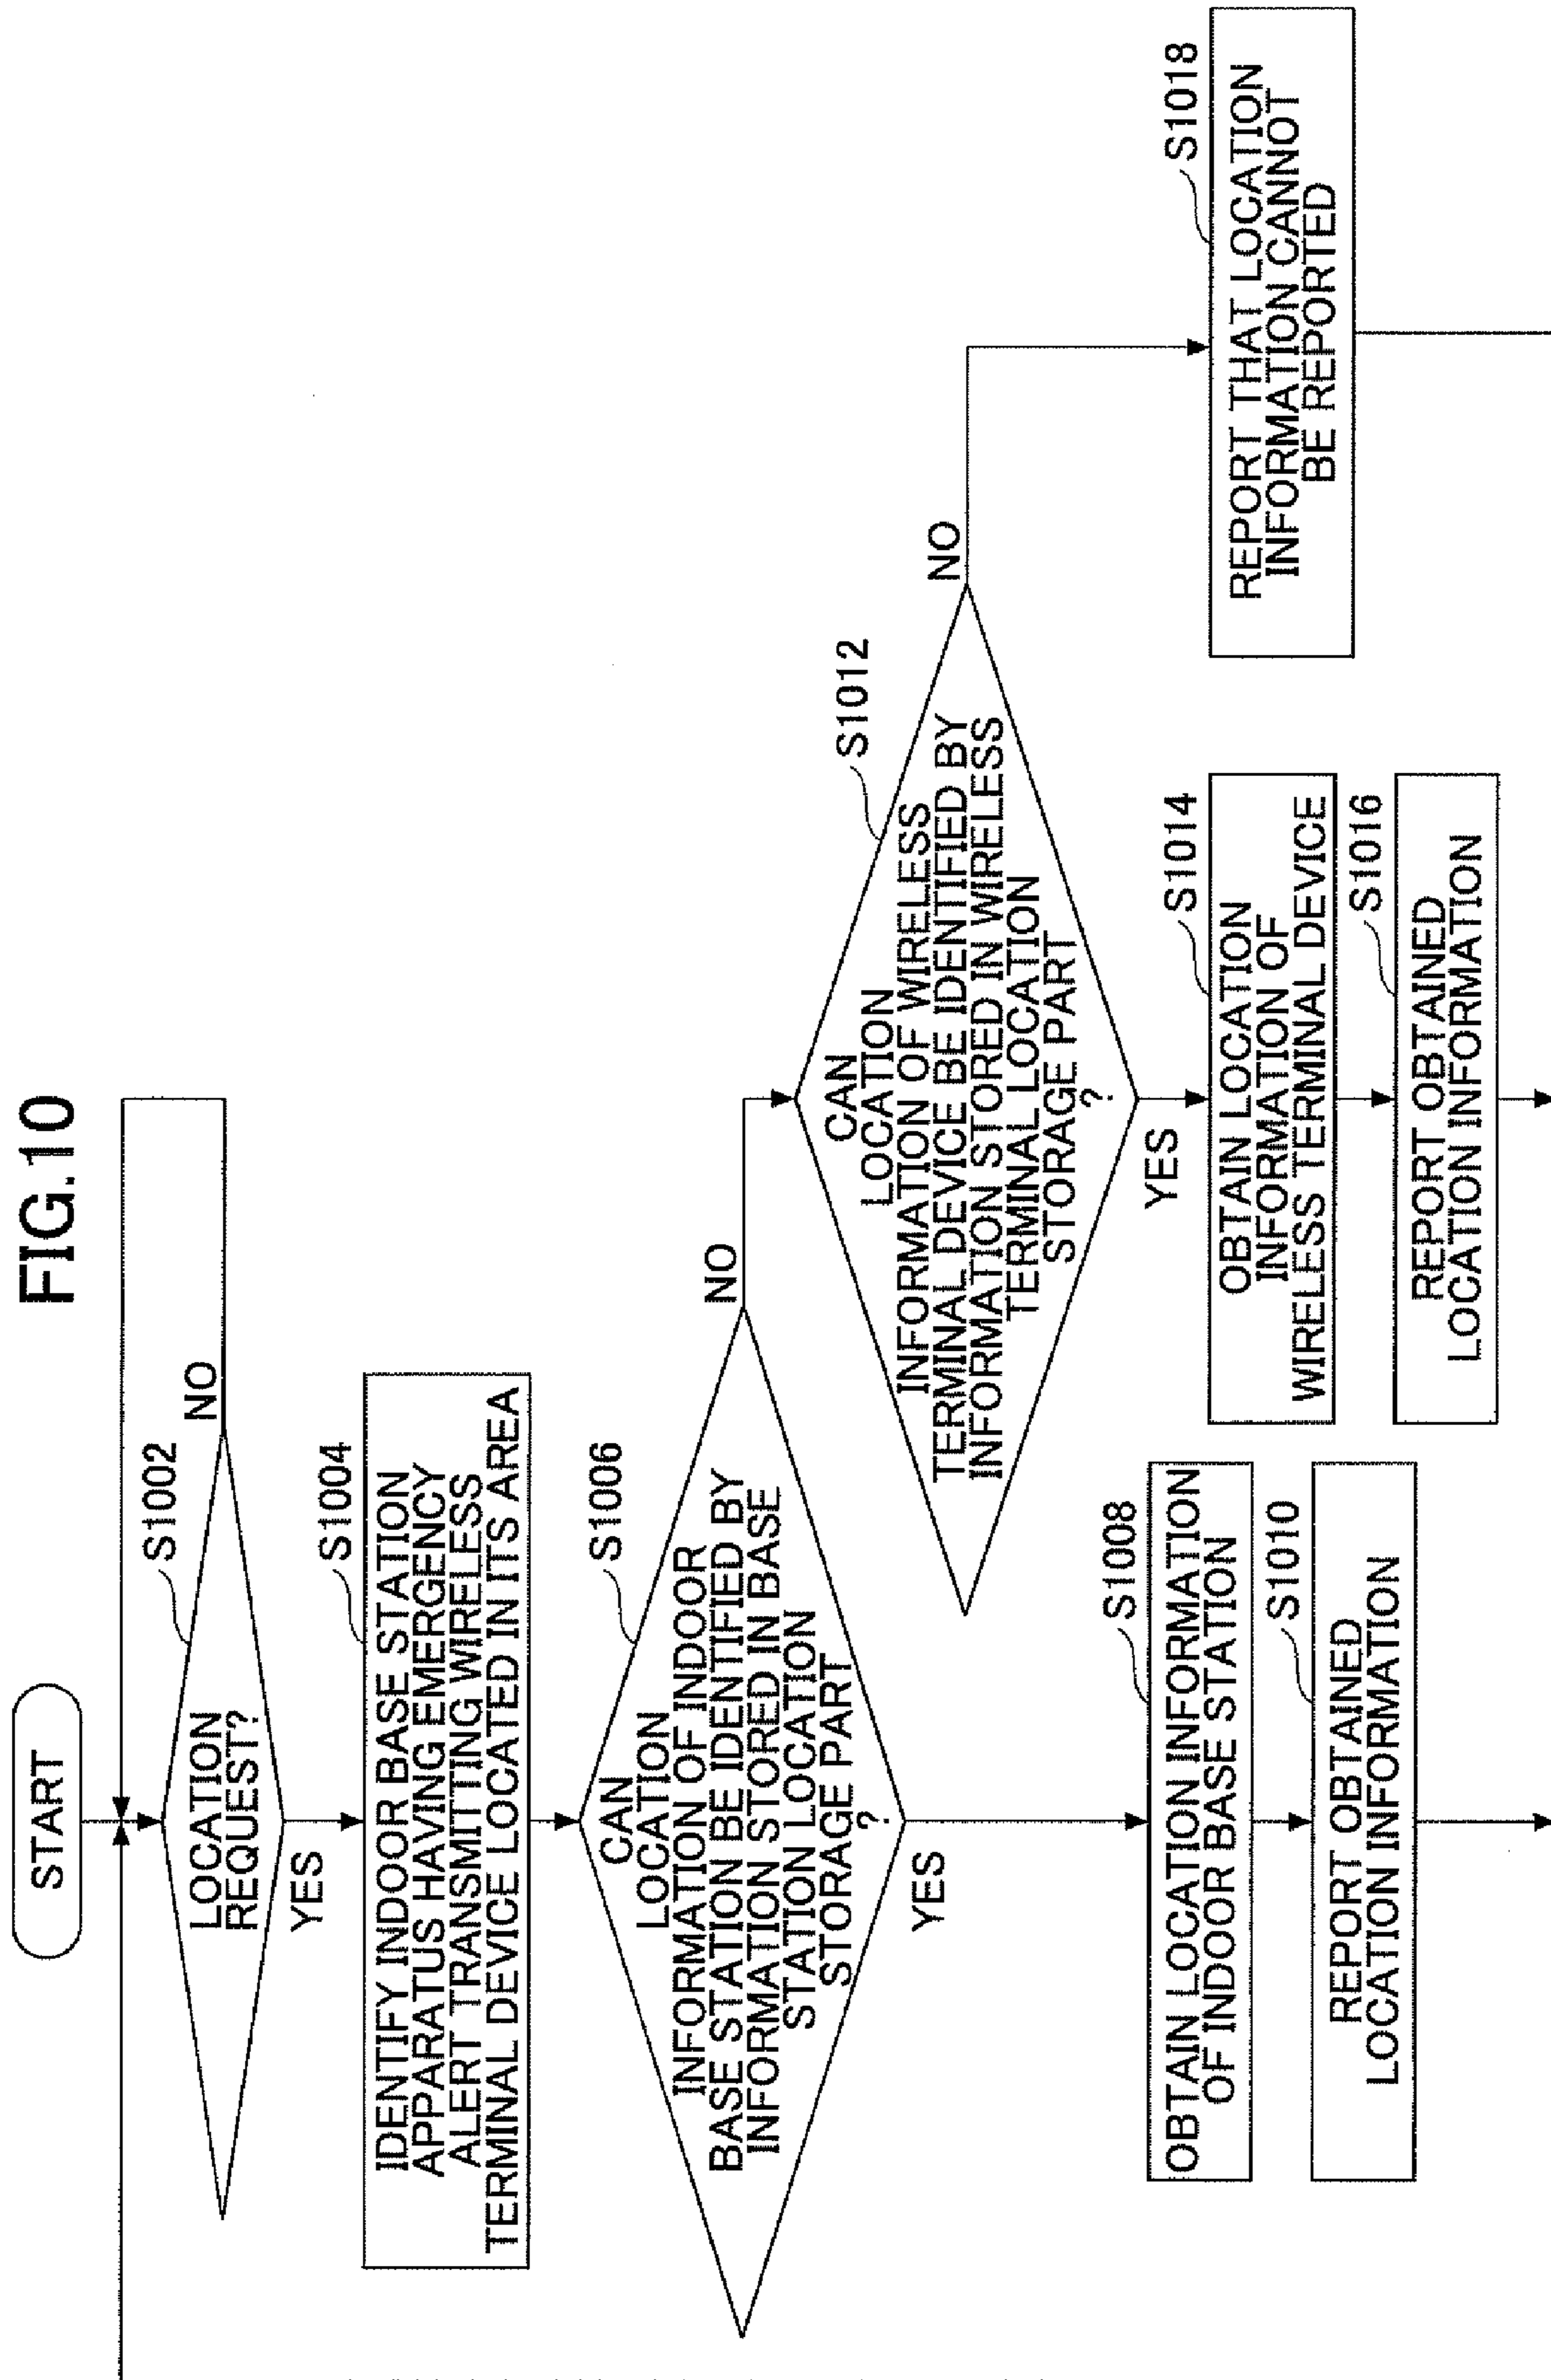 FIG.10
START
S1002
LOCATION
REQUEST?
NO
YES
S1004
IDENTIFY INDOOR BASE STATION
APPARATUS HAVING EMERGENCY
ALERT TRANSMITTING WIRELESS
TERMINAL DEVICE LOCATED IN ITS AREA
S1006
CAN
LOCATION
INFORMATION OF INDOOR
BASE STATION BE IDENTIFIED BY
INFORMATION STORED IN BASE
STATION LOCATION
STORAGE PART
?
NO
YES
S1008
OBTAIN LOCATION INFORMATION
OF INDOOR BASE STATION
S1010
REPORT OBTAINED
LOCATION INFORMATION
S1012
CAN
LOCATION
INFORMATION OF WIRELESS
TERMINAL DEVICE BE IDENTIFIED BY
INFORMATION STORED IN WIRELESS
TERMINAL LOCATION
STORAGE PART
?
NO
YES
S1014
OBTAIN LOCATION
INFORMATION OF
WIRELESS TERMINAL DEVICE
S1016
REPORT OBTAINED
LOCATION INFORMATION
S1018
REPORT THAT LOCATION
INFORMATION CANNOT
BE REPORTED